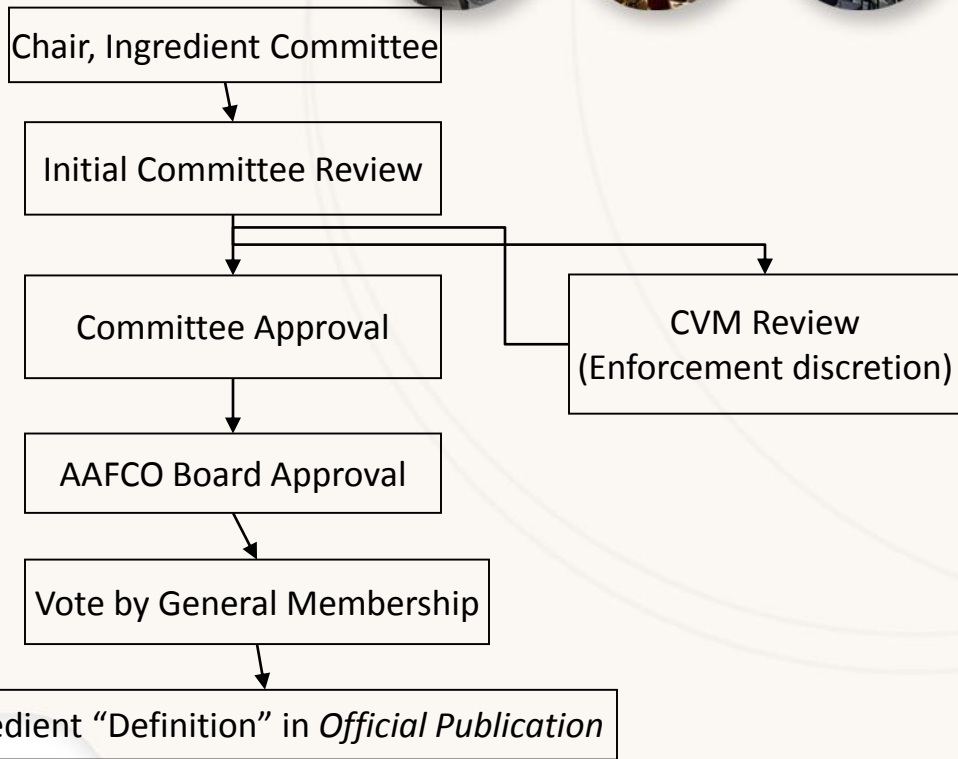 Chair, Ingredient Committee
Initial Committee Review
Committee Approval
CVM Review
(Enforcement discretion)
AAFCO Board Approval
Vote by General Membership
“Definition” in Official Publication